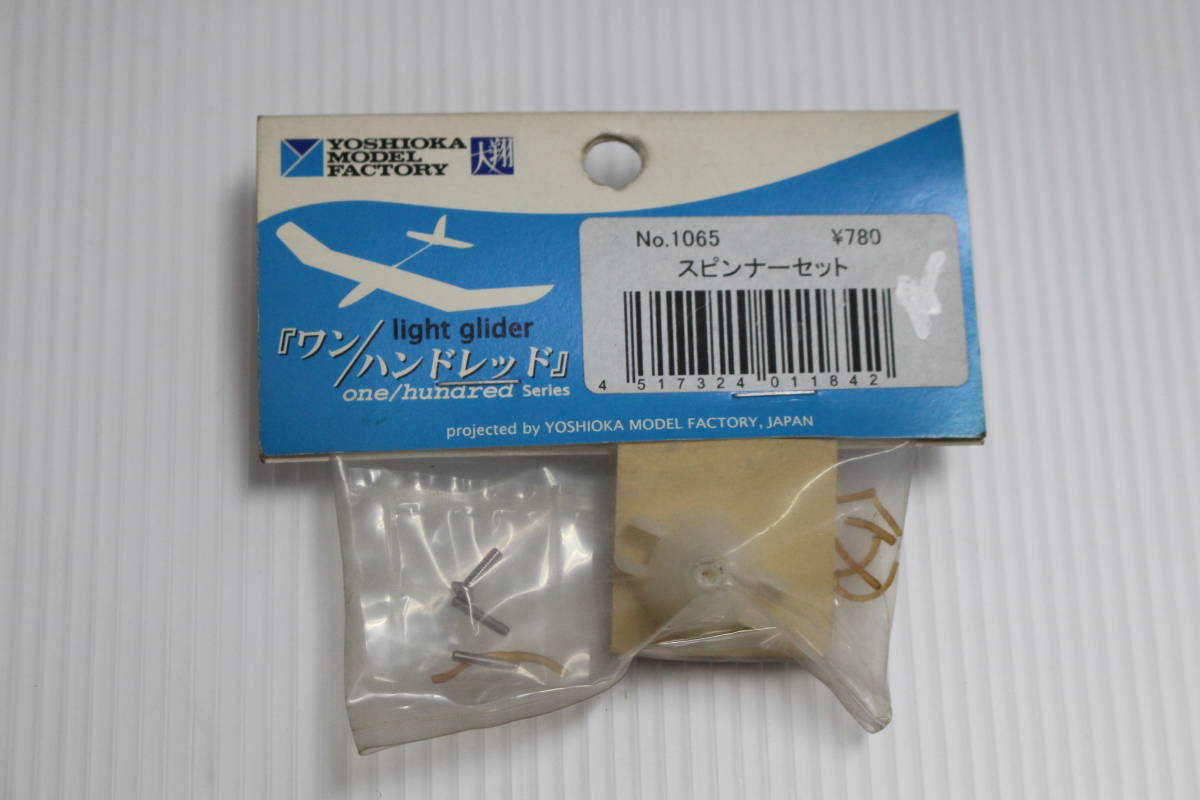 YOSHIOKA
MODEL
FACTORY
大翔
No.1065 ¥780
スピンナーセット
4 517324 011842
light glider
『ワン/ハンドレッド』
one/hundred Series
projected by YOSHIOKA MODEL FACTORY, JAPAN